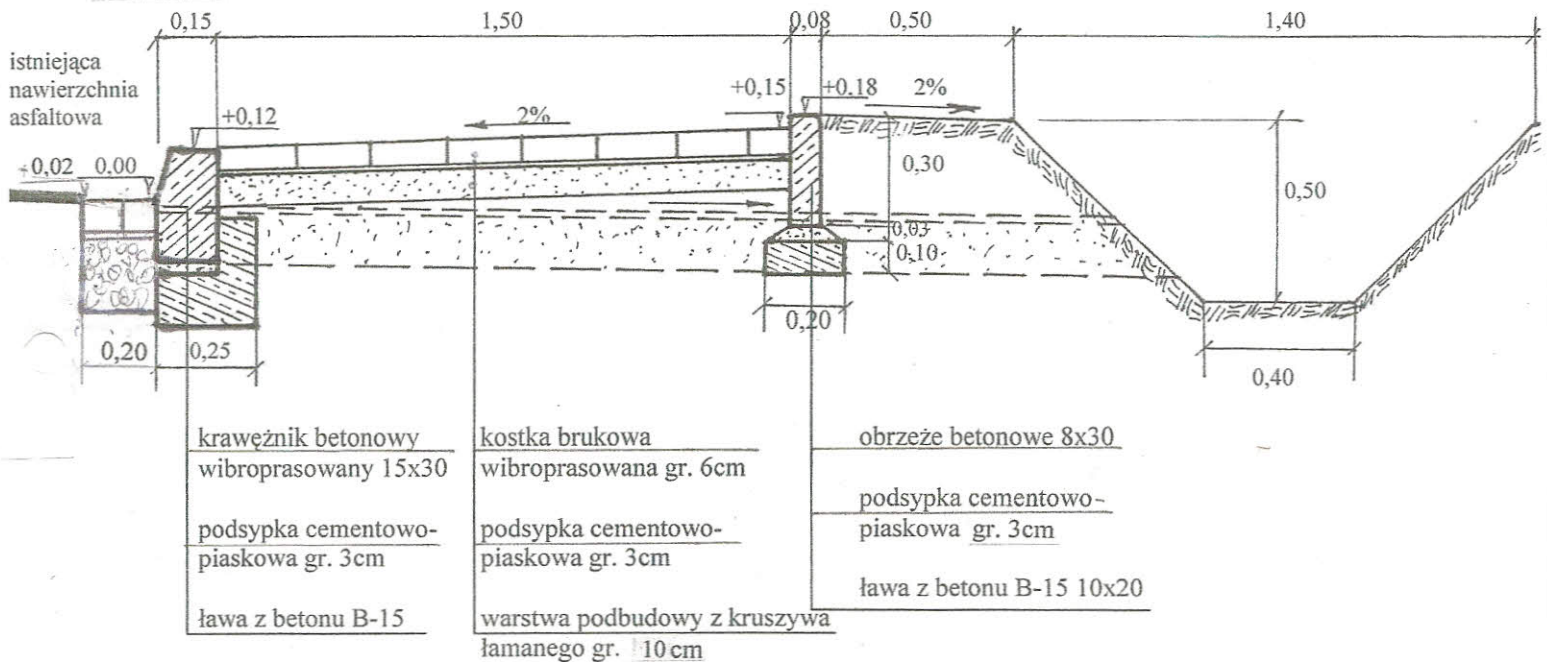 0,15
1,50
0,08
0,50
1,40
istniejąca
nawierzchnia
asfaltowa
+0,02
0,00
+0,12
2%
+0,15
+0.18
2%
0,30
0,03
0,10
0,50
0,20
0,25
0,20
0,40
krawężnik betonowy
wibroprasowany 15x30
podsypka cementowo-
piaskowa gr. 3cm
ława z betonu B-15
kostka brukowa
wibroprasowana gr. 6cm
podsypka cementowo-
piaskowa gr. 3cm
warstwa podbudowy z kruszywa
łamanego gr. 10 cm
obrzeże betonowe 8x30
podsypka cementowo-
piaskowa gr. 3cm
ława z betonu B-15 10x20